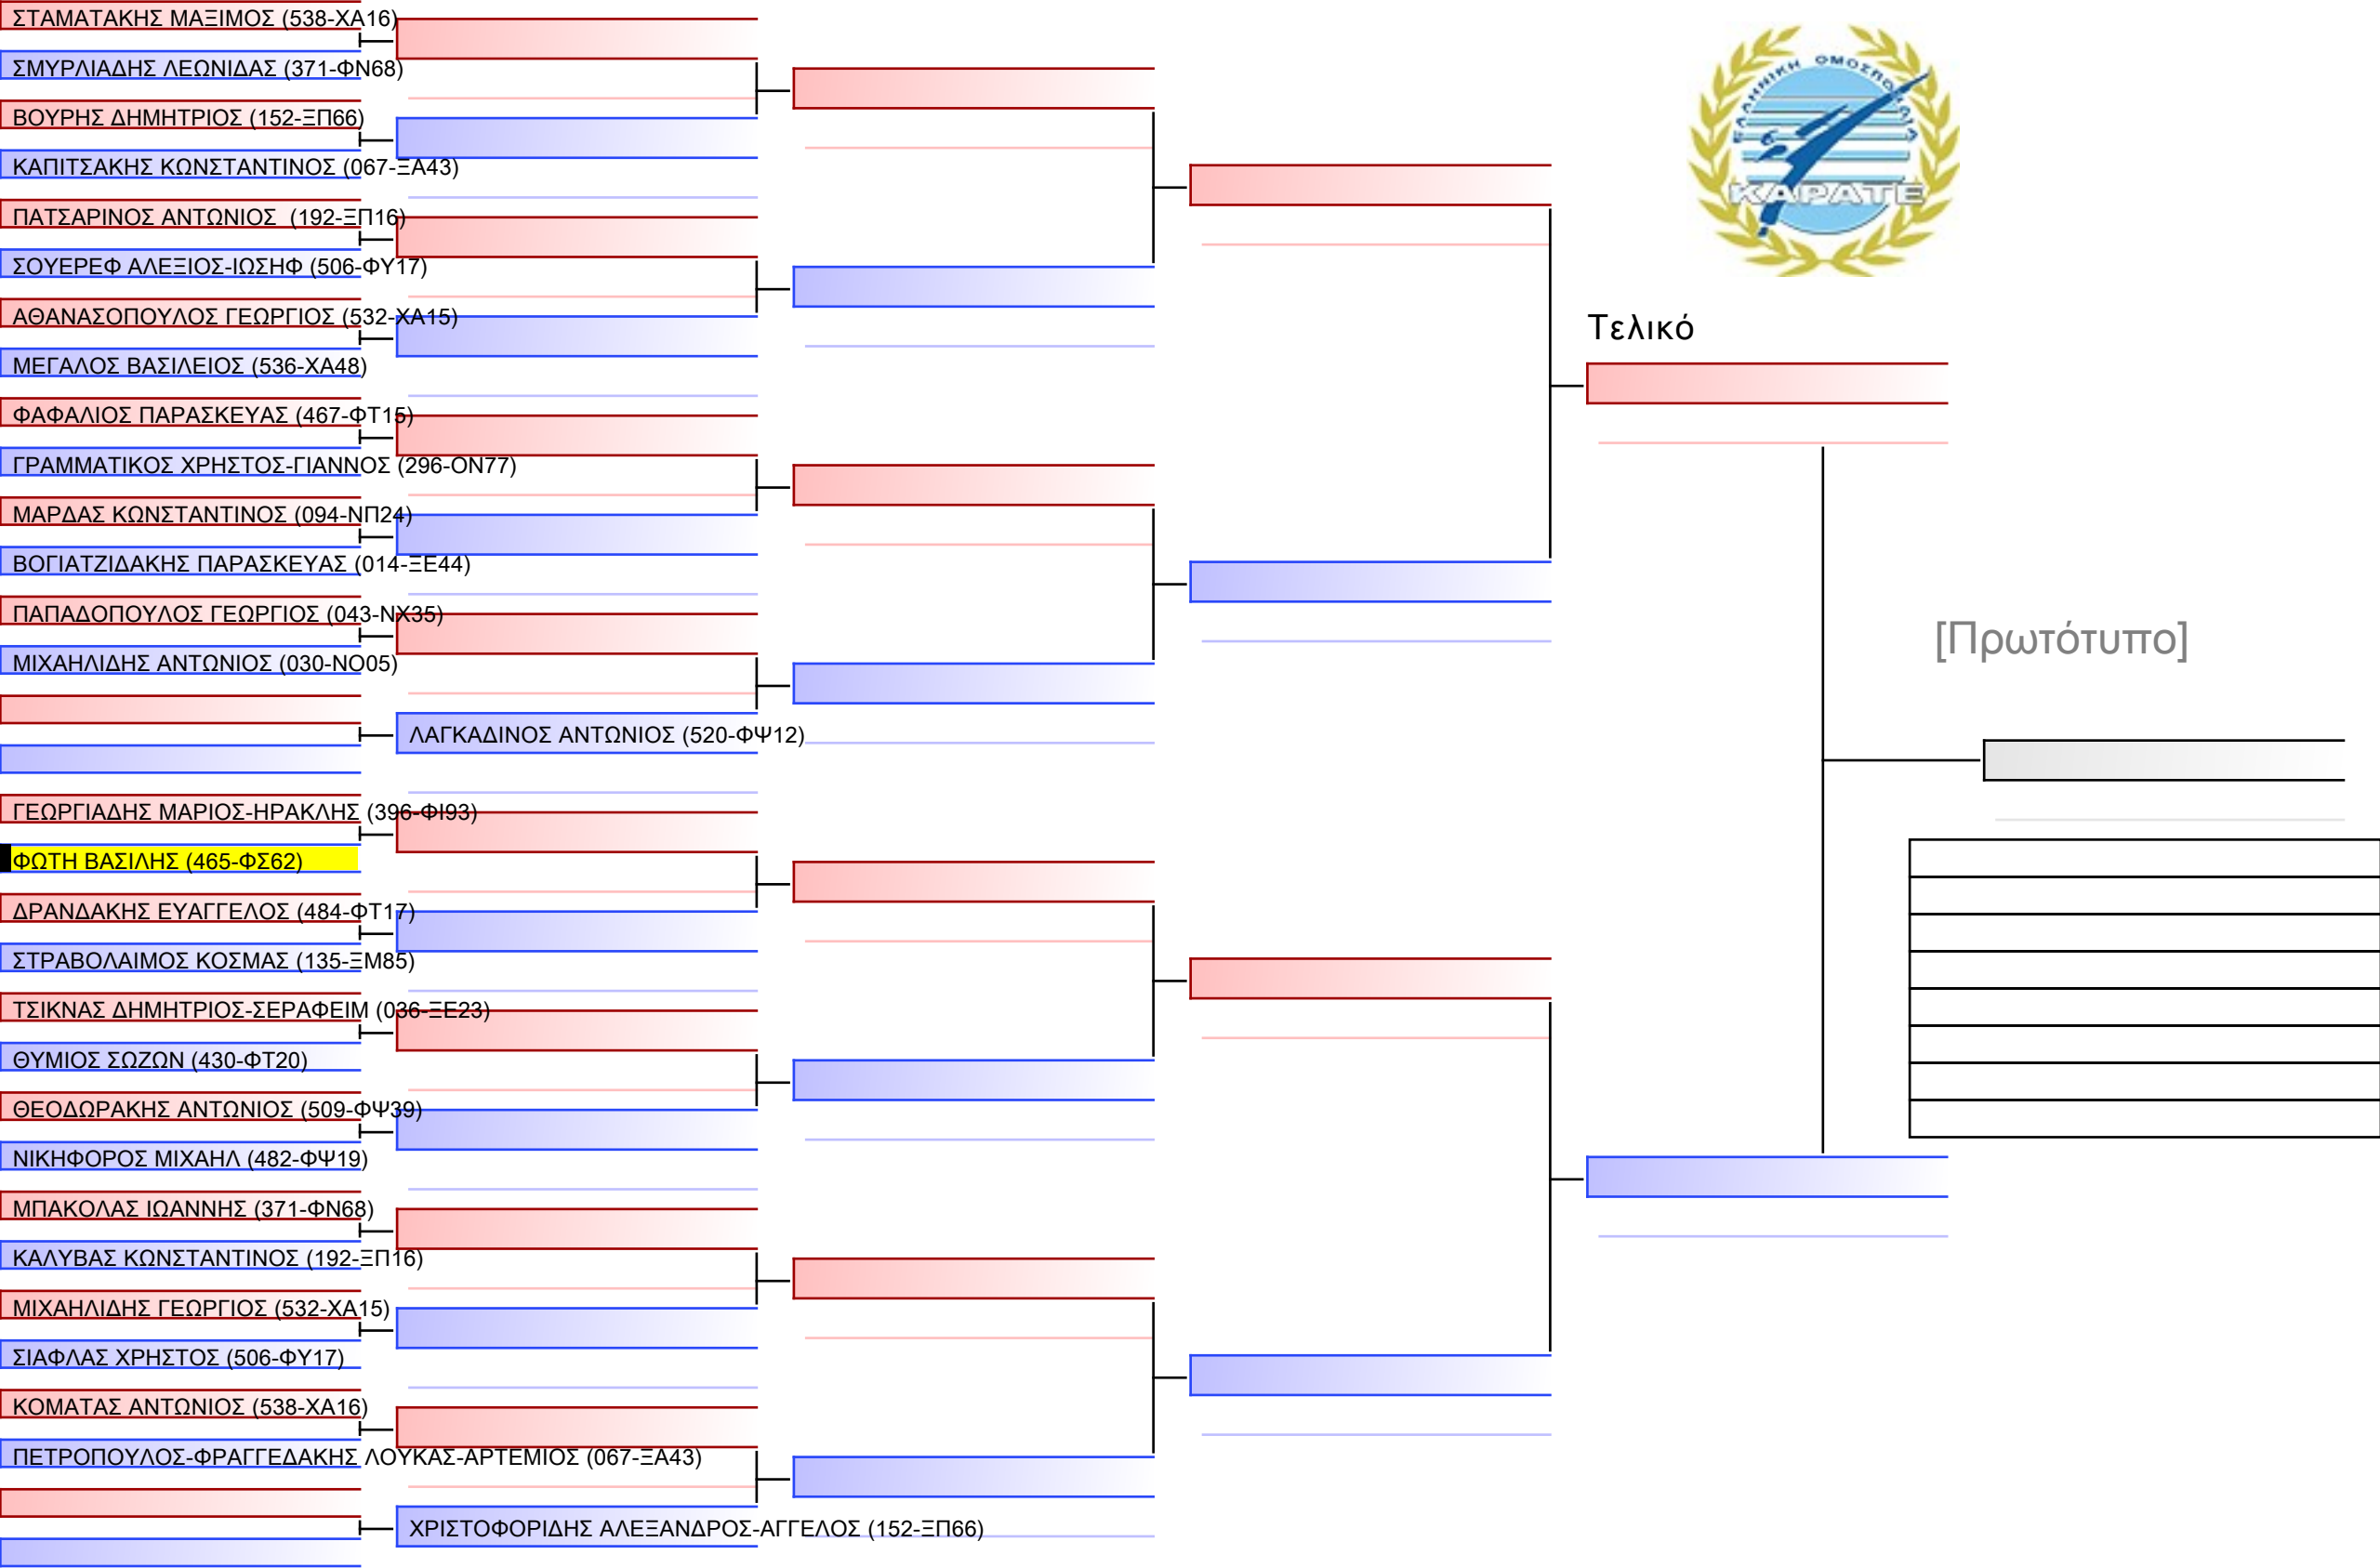 ΣΤΑΜΑΤΑΚΗΣ ΜΑΞΙΜΟΣ (538-ΧΑ16)
ΣΜΥΡΛΙΑΔΗΣ ΛΕΩΝΙΔΑΣ (371-ΦΝ68)
ΒΟΥΡΗΣ ΔΗΜΗΤΡΙΟΣ (152-ΞΠ66)
ΚΑΠΙΤΣΑΚΗΣ ΚΩΝΣΤΑΝΤΙΝΟΣ (067-ΞΑ43)
ΠΑΤΣΑΡΙΝΟΣ ΑΝΤΩΝΙΟΣ (192-ΞΠ16)
ΣΟΥΕΡΕΦ ΑΛΕΞΙΟΣ-ΙΩΣΗΦ (506-ΦΥ17)
ΑΘΑΝΑΣΟΠΟΥΛΟΣ ΓΕΩΡΓΙΟΣ (532-ΧΑ15)
ΜΕΓΑΛΟΣ ΒΑΣΙΛΕΙΟΣ (536-ΧΑ48)
ΦΑΦΑΛΙΟΣ ΠΑΡΑΣΚΕΥΑΣ (467-ΦΤ15)
ΓΡΑΜΜΑΤΙΚΟΣ ΧΡΗΣΤΟΣ-ΓΙΑΝΝΟΣ (296-ΟΝ77)
ΜΑΡΔΑΣ ΚΩΝΣΤΑΝΤΙΝΟΣ (094-ΝΠ24)
ΒΟΓΙΑΤΖΙΔΑΚΗΣ ΠΑΡΑΣΚΕΥΑΣ (014-ΞΕ44)
ΠΑΠΑΔΟΠΟΥΛΟΣ ΓΕΩΡΓΙΟΣ (043-ΝΧ35)
ΜΙΧΑΗΛΙΔΗΣ ΑΝΤΩΝΙΟΣ (030-ΝΟ05)
ΛΑΓΚΑΔΙΝΟΣ ΑΝΤΩΝΙΟΣ (520-ΦΨ12)
ΓΕΩΡΓΙΑΔΗΣ ΜΑΡΙΟΣ-ΗΡΑΚΛΗΣ (396-ΦΙ93)
ΦΩΤΗ ΒΑΣΙΛΗΣ (465-ΦΣ62)
ΔΡΑΝΔΑΚΗΣ ΕΥΑΓΓΕΛΟΣ (484-ΦΤ17)
ΣΤΡΑΒΟΛΑΙΜΟΣ ΚΟΣΜΑΣ (135-ΞΜ85)
ΤΣΙΚΝΑΣ ΔΗΜΗΤΡΙΟΣ-ΣΕΡΑΦΕΙΜ (036-ΞΕ23)
ΘΥΜΙΟΣ ΣΩΖΩΝ (430-ΦΤ20)
ΘΕΟΔΩΡΑΚΗΣ ΑΝΤΩΝΙΟΣ (509-ΦΨ39)
ΝΙΚΗΦΟΡΟΣ ΜΙΧΑΗΛ (482-ΦΨ19)
ΜΠΑΚΟΛΑΣ ΙΩΑΝΝΗΣ (371-ΦΝ68)
ΚΑΛΥΒΑΣ ΚΩΝΣΤΑΝΤΙΝΟΣ (192-ΞΠ16)
ΜΙΧΑΗΛΙΔΗΣ ΓΕΩΡΓΙΟΣ (532-ΧΑ15)
ΣΙΑΦΛΑΣ ΧΡΗΣΤΟΣ (506-ΦΥ17)
ΚΟΜΑΤΑΣ ΑΝΤΩΝΙΟΣ (538-ΧΑ16)
ΠΕΤΡΟΠΟΥΛΟΣ-ΦΡΑΓΓΕΔΑΚΗΣ ΛΟΥΚΑΣ-ΑΡΤΕΜΙΟΣ (067-ΞΑ43)
ΧΡΙΣΤΟΦΟΡΙΔΗΣ ΑΛΕΞΑΝΔΡΟΣ-ΑΓΓΕΛΟΣ (152-ΞΠ66)
ΕΛΛΗΝΙΚΗ ΟΜΟΣΠΟΝΔΙΑ
ΚΑΡΑΤΕ
Τελικό
[Πρωτότυπο]